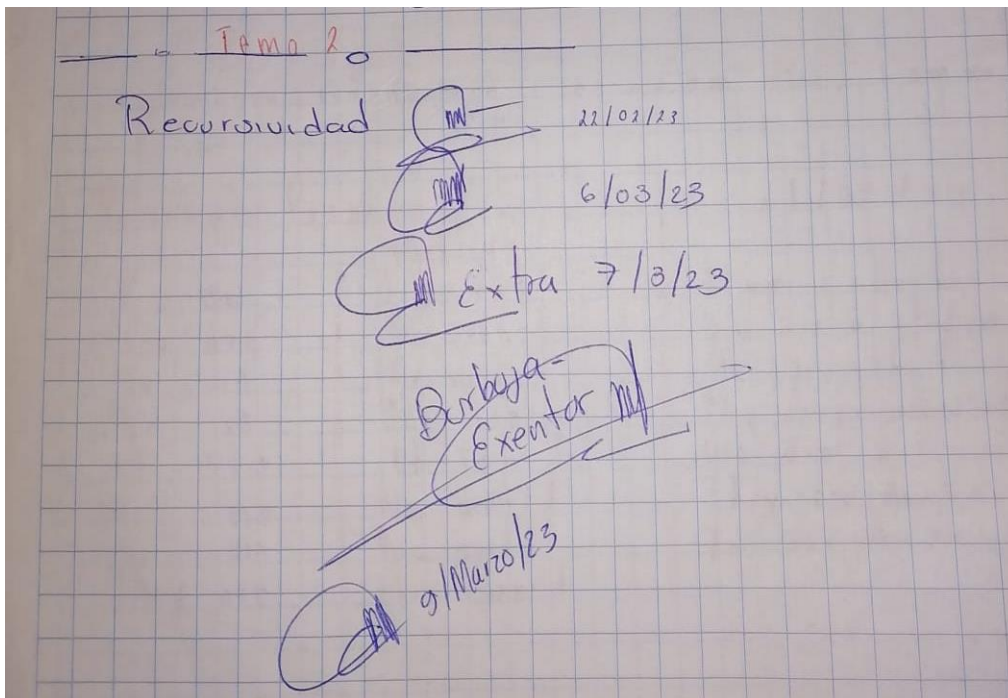 Tema 2
Recursividad 22/02/23
6/03/23
Extra 7/3/23
Burbuja-
Exentar
9/Marzo/23